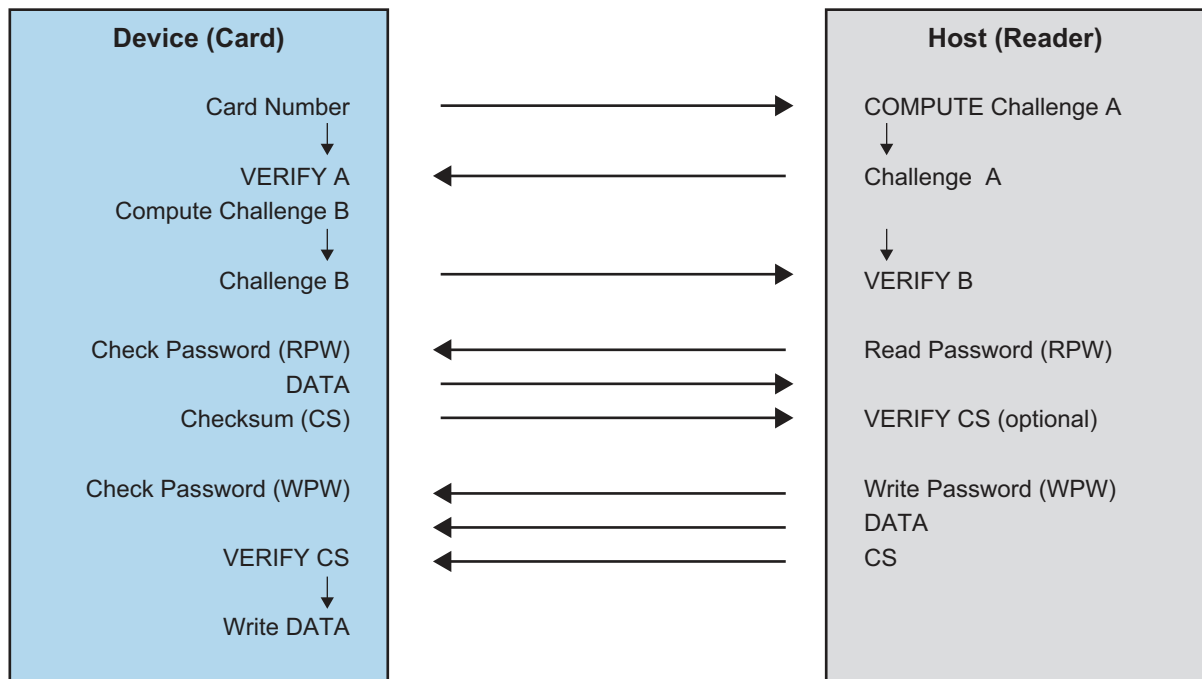 Device (Card)
Host (Reader)
Card Number
COMPUTE Challenge A
VERIFY A
Challenge A
Compute Challenge B
Challenge B
VERIFY B
Check Password (RPW)
Read Password (RPW)
DATA
Checksum (CS)
VERIFY CS (optional)
Check Password (WPW)
Write Password (WPW)
DATA
VERIFY CS
CS
Write DATA